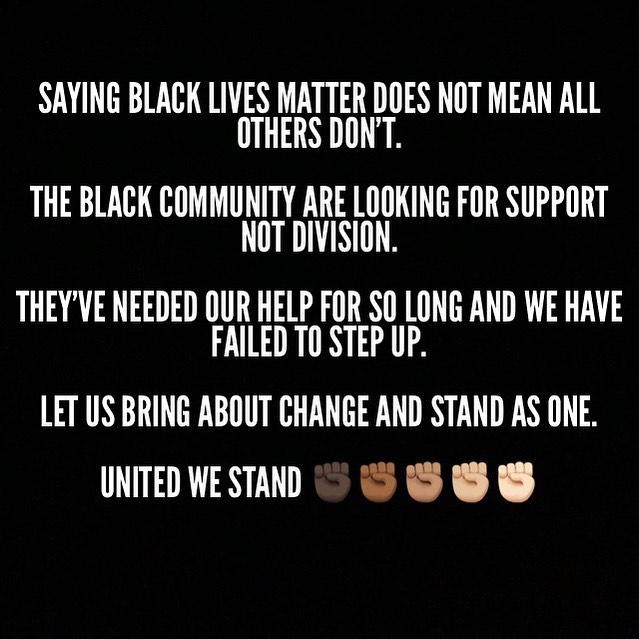 SAYING BLACK LIVES MATTER DOES NOT MEAN ALL
OTHERS DON'T.
THE BLACK COMMUNITY ARE LOOKING FOR SUPPORT
NOT DIVISION.
THEY'VE NEEDED OUR HELP FOR SO LONG AND WE HAVE
FAILED TO STEP UP.
LET US BRING ABOUT CHANGE AND STAND AS ONE.
UNITED WE STAND ✊🏿✊🏾✊🏽✊🏼✊🏻